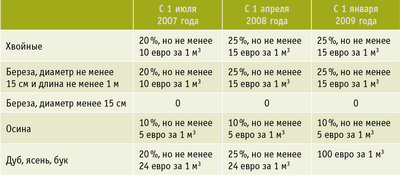 С 1 июля 2007 года
С 1 апреля 2008 года
С 1 января 2009 года
Хвойные
20%, но не менее 10 евро за 1 м³
25%, но не менее 15 евро за 1 м³
25%, но не менее 15 евро за 1 м³
Береза, диаметр не менее 15 см и длина не менее 1 м
20%, но не менее 10 евро за 1 м³
25%, но не менее 15 евро за 1 м³
25%, но не менее 15 евро за 1 м³
Береза, диаметр менее 15 см
0
0
0
Осина
10%, но не менее 5 евро за 1 м³
10%, но не менее 5 евро за 1 м³
10%, но не менее 5 евро за 1 м³
Дуб, ясень, бук
20%, но не менее 24 евро за 1 м³
25%, но не менее 24 евро за 1 м³
100 евро за 1 м³